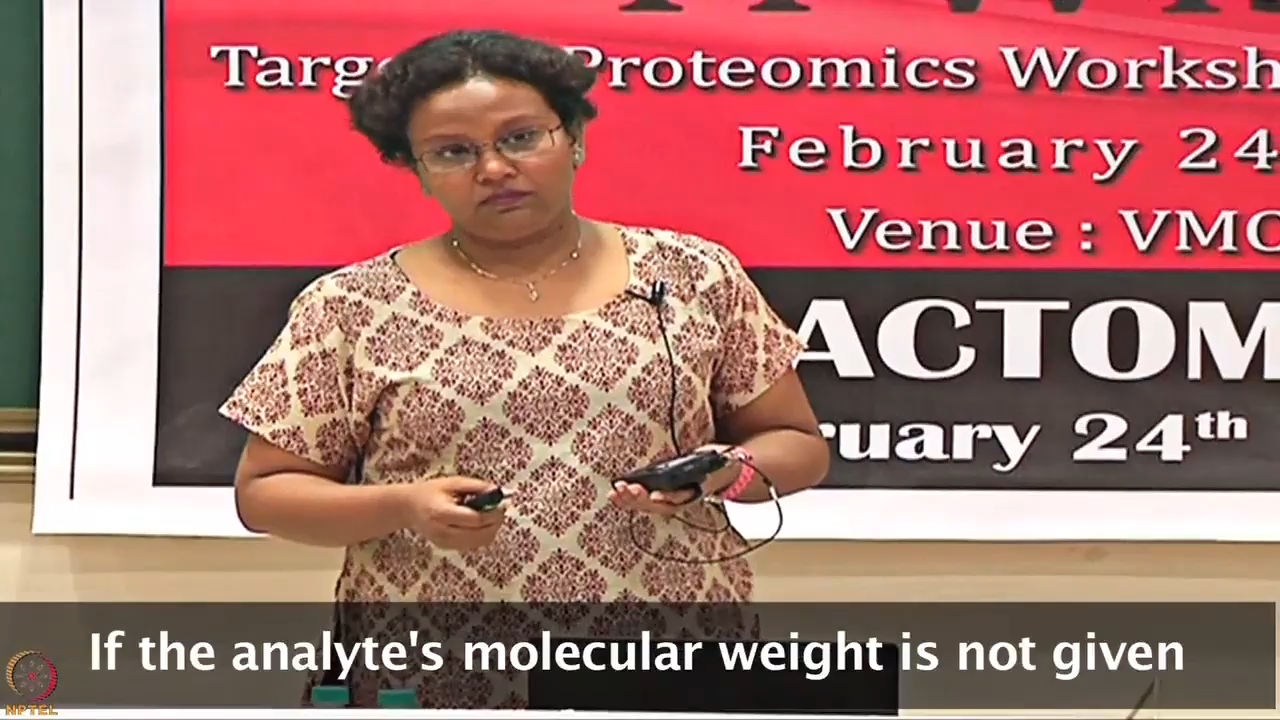 Proteomics Worksh
February 24
Venue : VMC
ACTOM
ruary 24th
If the analyte's molecular weight is not given
NPTEL